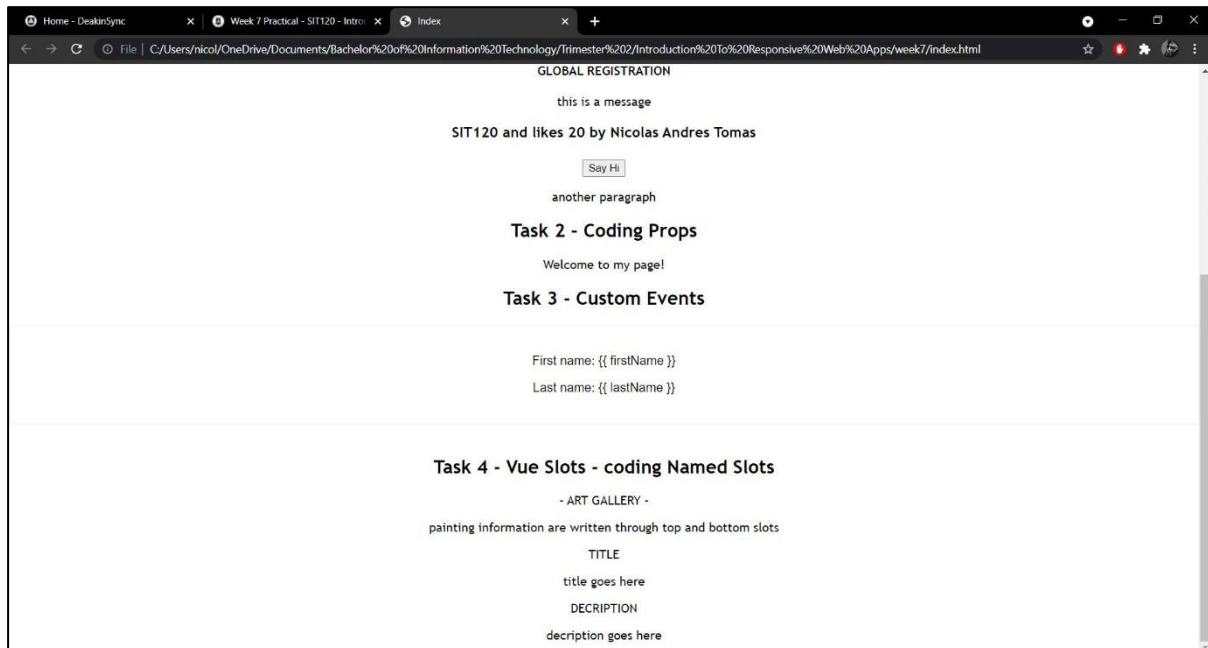 Home - DeakinSync
Week 7 Practical - SIT120 - Introd
Index
File | C:/Users/nicol/OneDrive/Documents/Bachelor%20of%20Information%20Technology/Trimester%202/Introduction%20To%20Responsive%20Web%20Apps/week7/index.html
GLOBAL REGISTRATION
this is a message
SIT120 and likes 20 by Nicolas Andres Tomas
Say Hi
another paragraph
Task 2 - Coding Props
Welcome to my page!
Task 3 - Custom Events
First name: {{ firstName }}
Last name: {{ lastName }}
Task 4 - Vue Slots - coding Named Slots
- ART GALLERY -
painting information are written through top and bottom slots
TITLE
title goes here
DECRIPTION
decription goes here